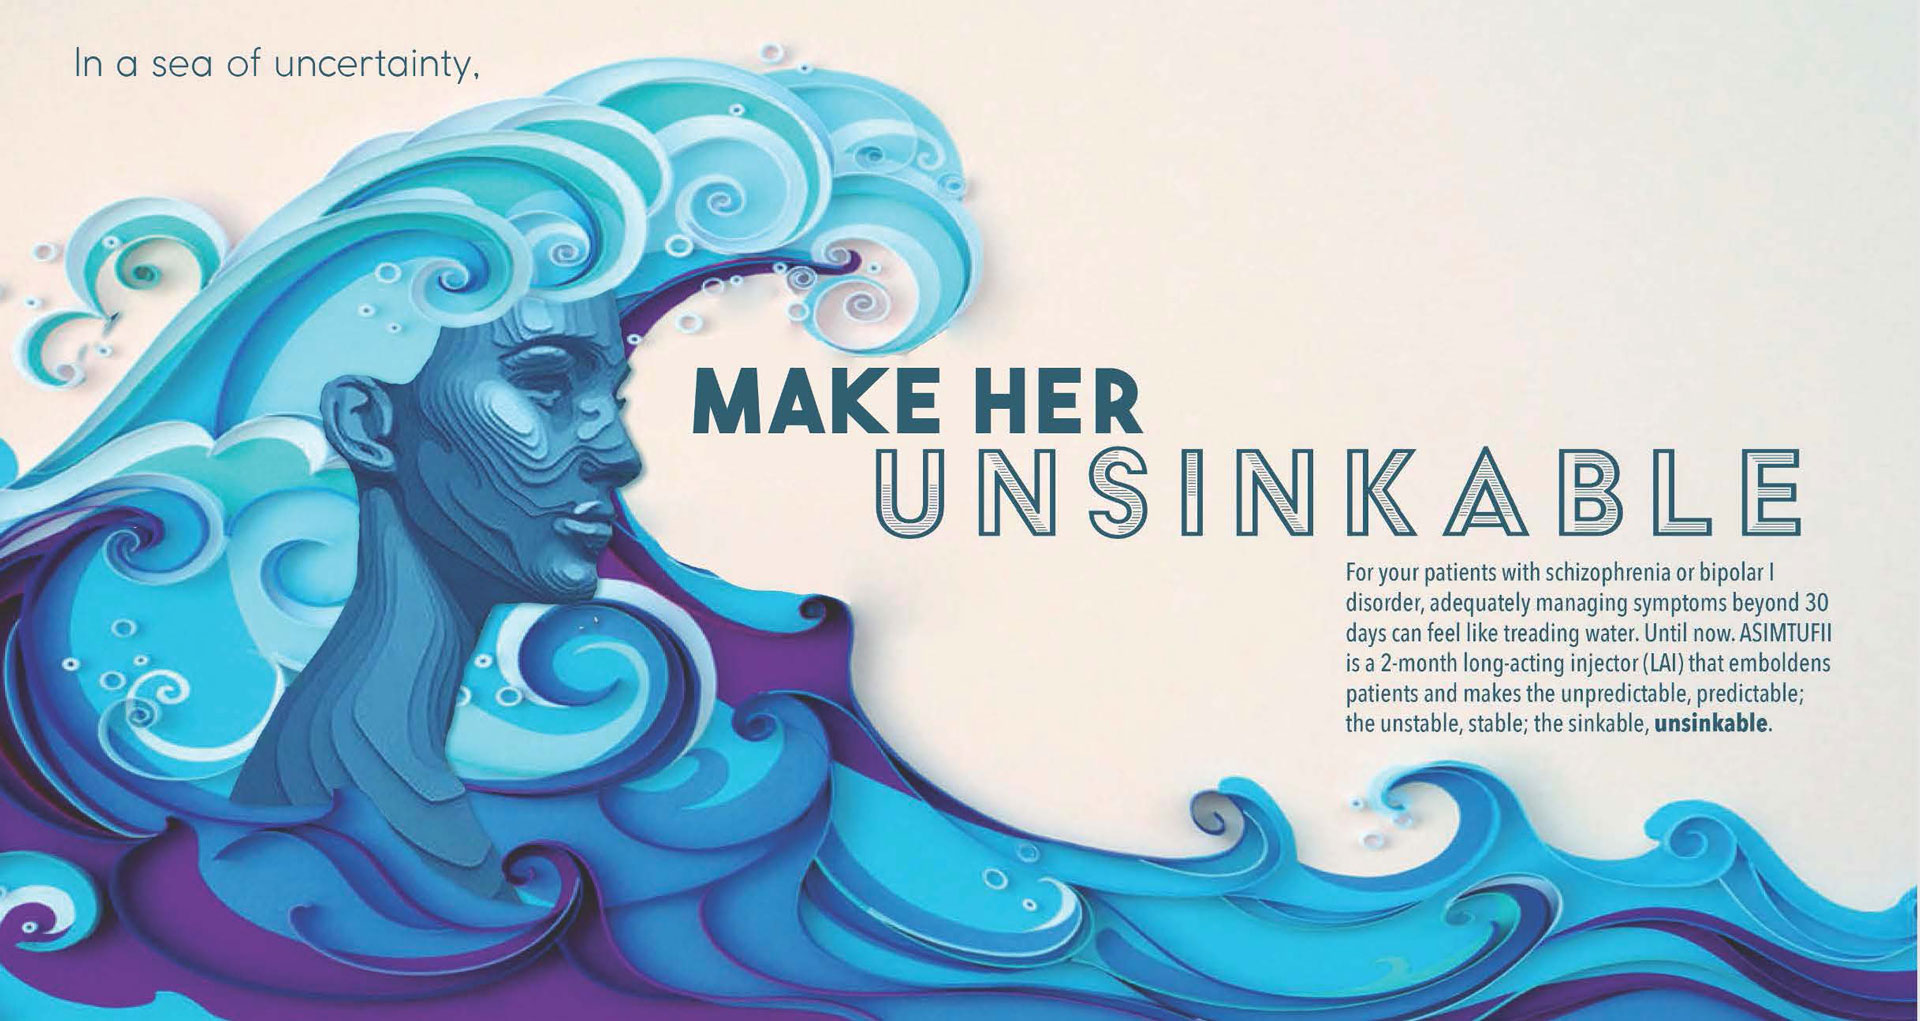 In a sea of uncertainty,
MAKE HER
UNSINKABLE
For your patients with schizophrenia or bipolar I
disorder, adequately managing symptoms beyond 30
days can feel like treading water. Until now. ASIMTUFII
is a 2-month long-acting injector (LAI) that emboldens
patients and makes the unpredictable, predictable;
the unstable, stable; the sinkable, unsinkable.